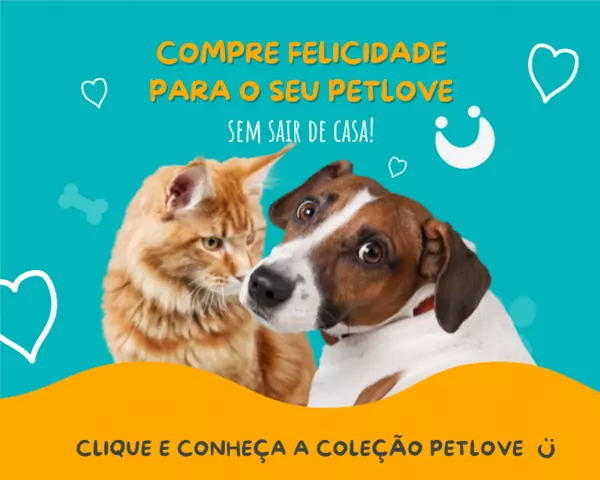 COMPRE FELICIDADE
PARA O SEU PETLOVE
SEM SAIR DE CASA!
CLIQUE E CONHEÇA A COLEÇÃO PETLOVE